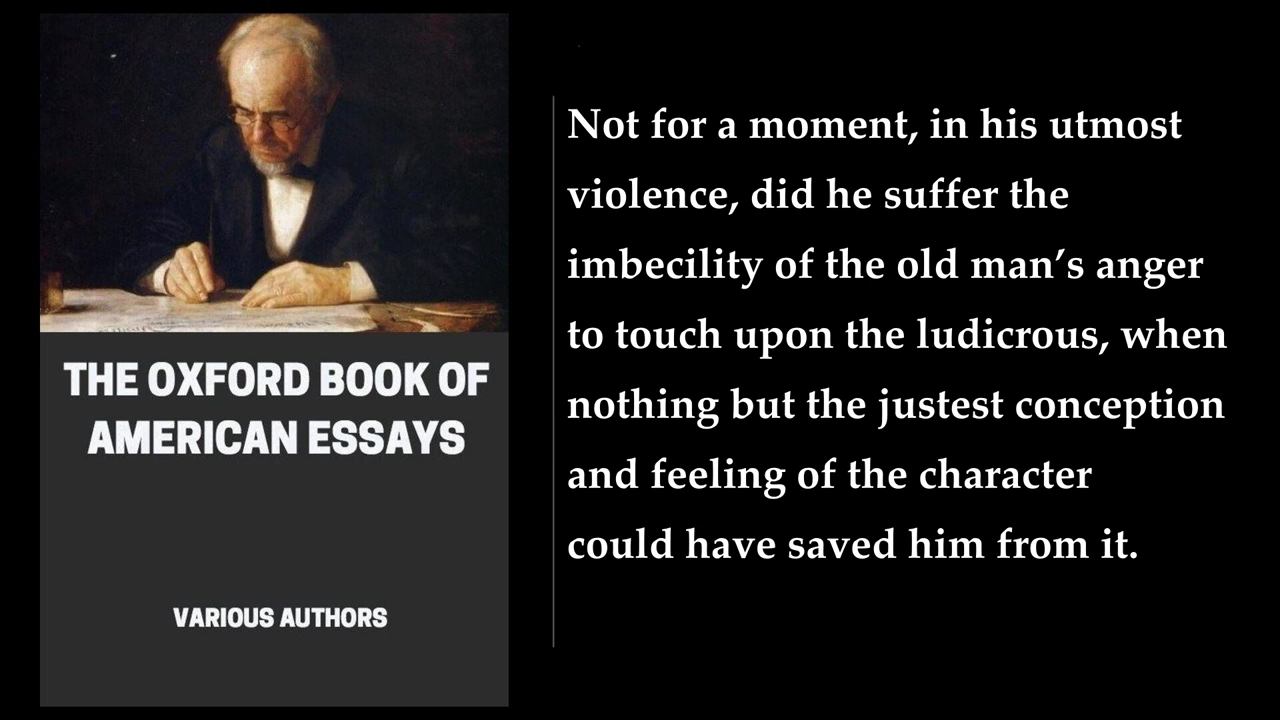 THE OXFORD BOOK OF
AMERICAN ESSAYS
VARIOUS AUTHORS
Not for a moment, in his utmost
violence, did he suffer the
imbecility of the old man’s anger
to touch upon the ludicrous, when
nothing but the justest conception
and feeling of the character
could have saved him from it.